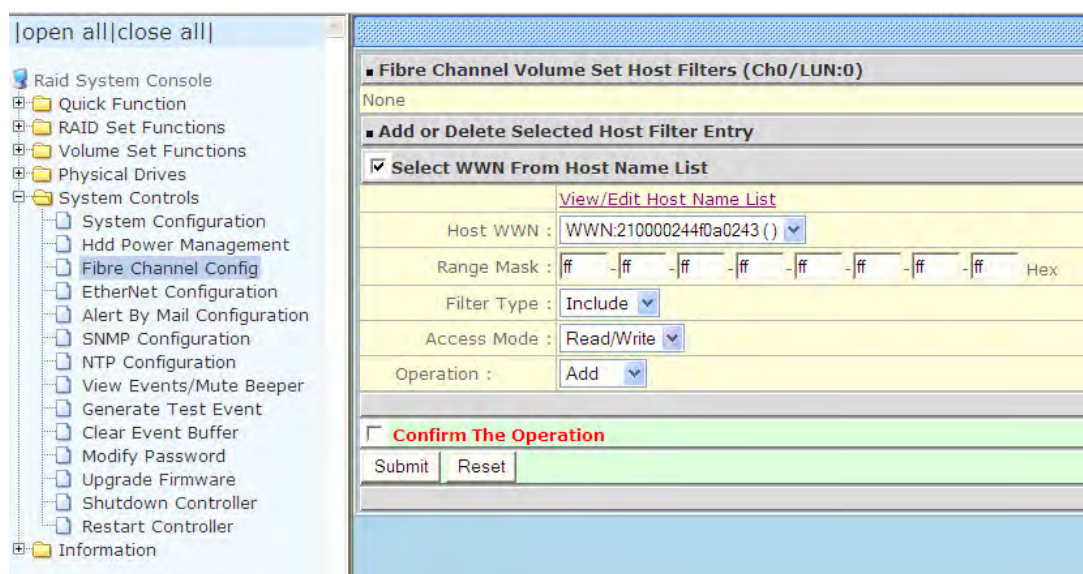 |open all|close all|
Raid System Console
Quick Function
RAID Set Functions
Volume Set Functions
Physical Drives
System Controls
System Configuration
Hdd Power Management
Fibre Channel Config
EtherNet Configuration
Alert By Mail Configuration
SNMP Configuration
NTP Configuration
View Events/Mute Beeper
Generate Test Event
Clear Event Buffer
Modify Password
Upgrade Firmware
Shutdown Controller
Restart Controller
Information
Fibre Channel Volume Set Host Filters (Ch0/LUN:0)
None
Add or Delete Selected Host Filter Entry
Select WWN From Host Name List
View/Edit Host Name List
Host WWN : WWN:210000244f0a0243 ( )
Range Mask : ff -ff -ff -ff -ff -ff -ff -ff Hex
Filter Type : Include
Access Mode : Read/Write
Operation : Add
Confirm The Operation
Submit Reset